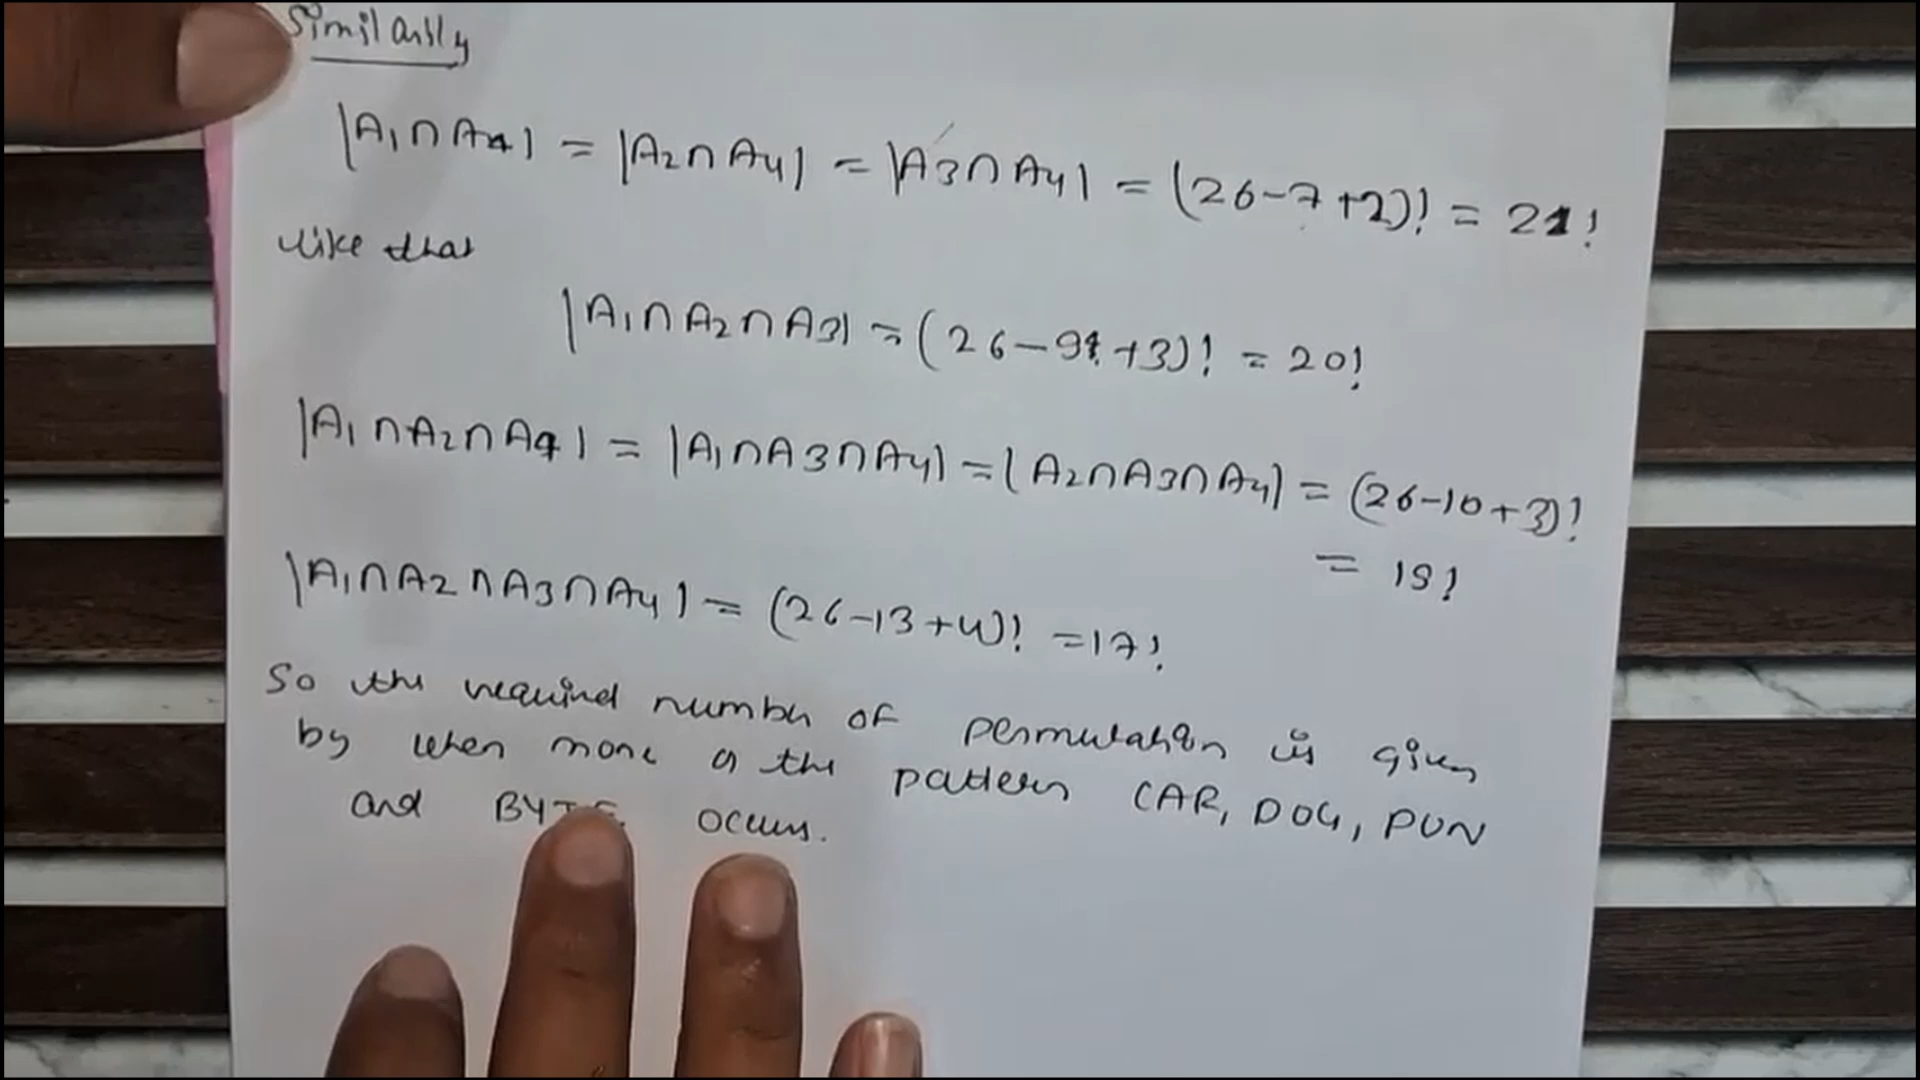 Similarly
|A₁∩A₄| = |A₂∩A₄| = |A₃∩A₄| = (26-7+2)! = 21!
like that
|A₁∩A₂∩A₃| = (26-9+3)! = 20!
|A₁∩A₂∩A₄| = |A₁∩A₃∩A₄| = |A₂∩A₃∩A₄| = (26-10+3)!
= 19!
|A₁∩A₂∩A₃∩A₄| = (26-13+4)! = 17!
So the required number of permutation is given
by when none of the pattern CAR, DOG, PUN
and BYTE occurs.